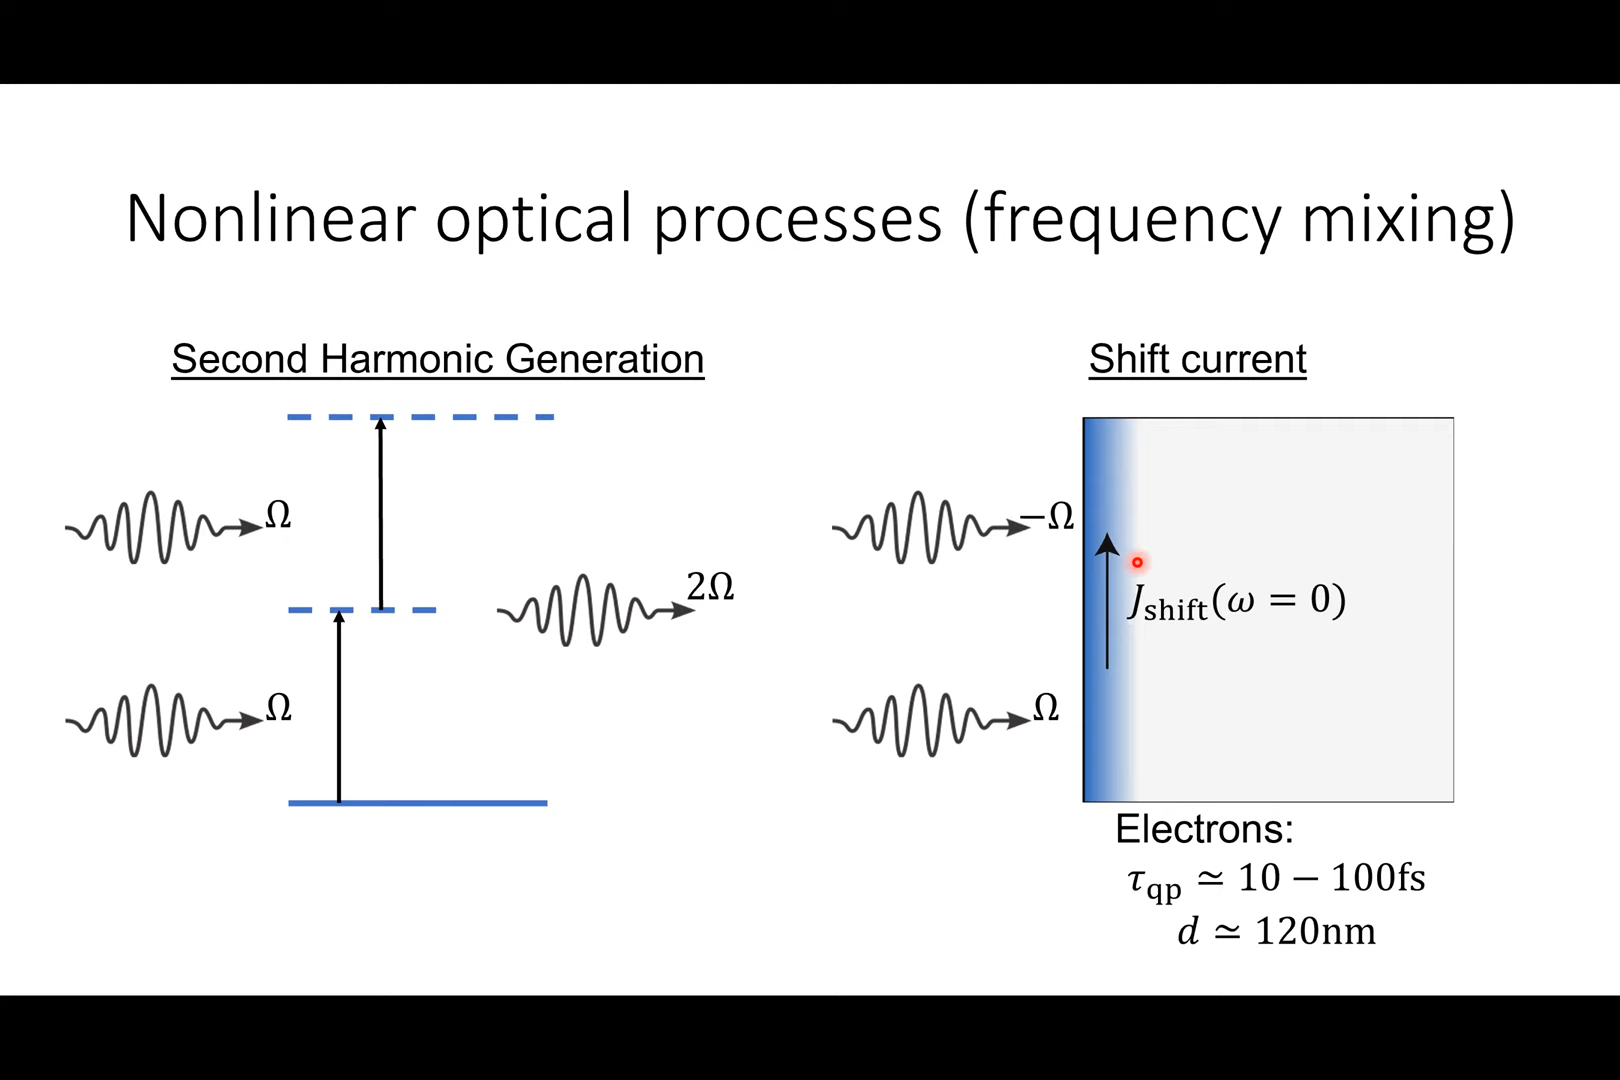 Nonlinear optical processes (frequency mixing)
Second Harmonic Generation
Ω
2Ω
Ω
Shift current
−Ω
J_shift(ω = 0)
Ω
Electrons:
τ_qp ≃ 10 − 100fs
d ≃ 120nm